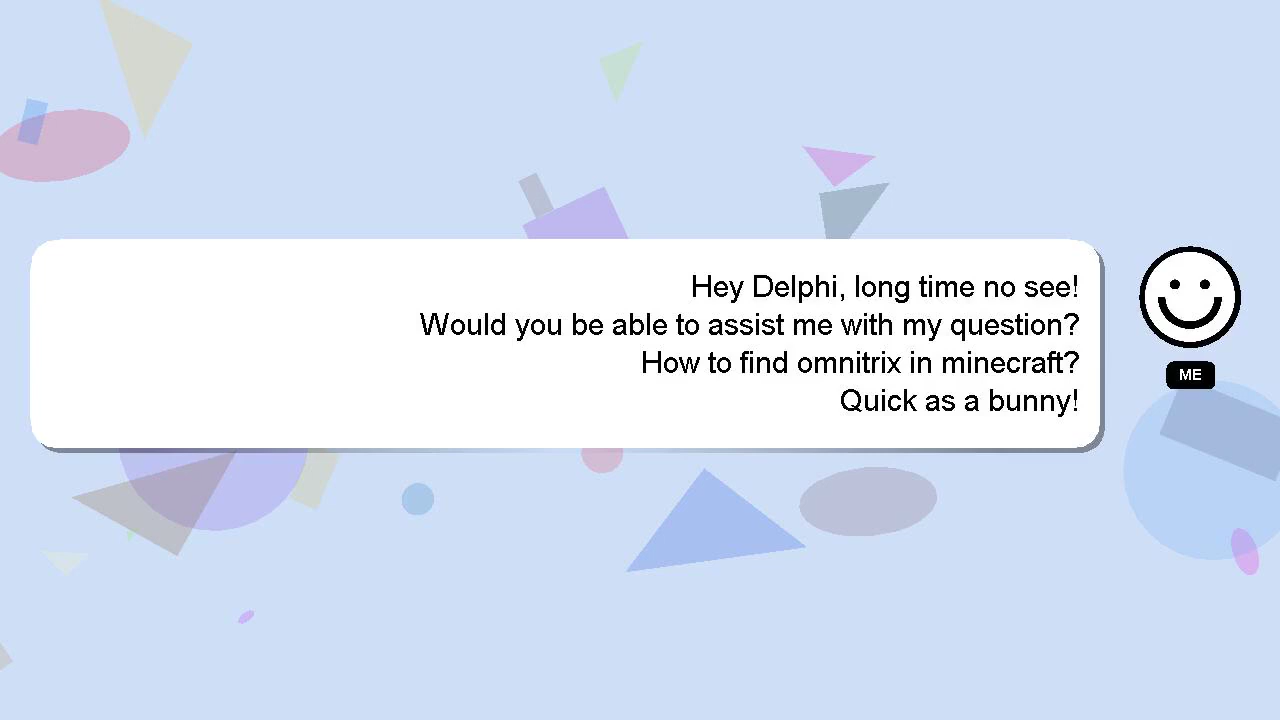 Hey Delphi, long time no see!
Would you be able to assist me with my question?
How to find omnitrix in minecraft?
Quick as a bunny!
ME